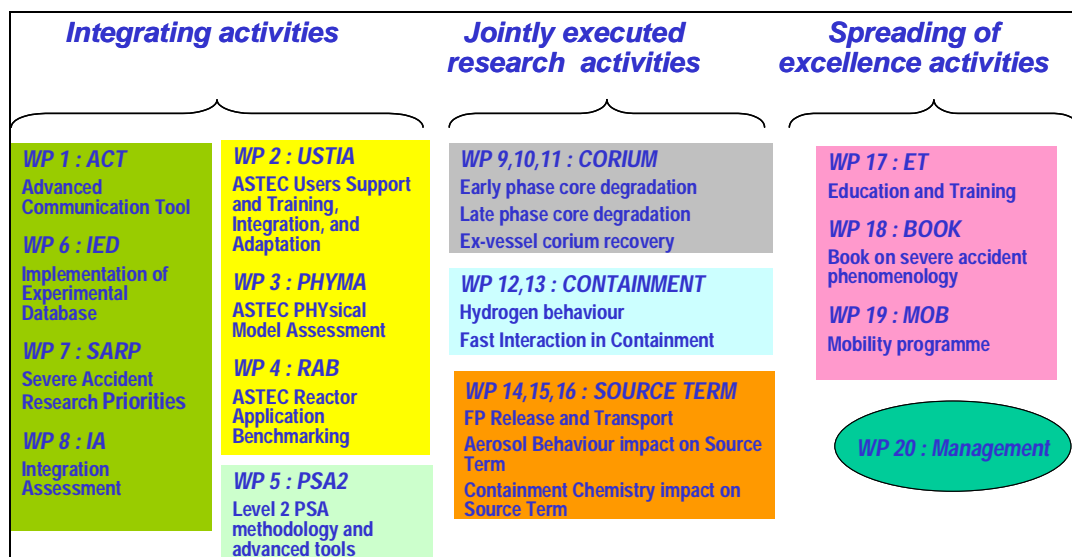 Integrating activities
Jointly executed
research activities
Spreading of
excellence activities
WP 1 : ACT
Advanced
Communication Tool
WP 6 : IED
Implementation of
Experimental
Database
WP 7 : SARP
Severe Accident
Research Priorities
WP 8 : IA
Integration
Assessment
WP 2 : USTIA
ASTEC Users Support
and Training,
Integration, and
Adaptation
WP 3 : PHYMA
ASTEC PHYsical
Model Assessment
WP 4 : RAB
ASTEC Reactor
Application
Benchmarking
WP 5 : PSA2
Level 2 PSA
methodology and
advanced tools
WP 9,10,11 : CORIUM
Early phase core degradation
Late phase core degradation
Ex-vessel corium recovery
WP 12,13 : CONTAINMENT
Hydrogen behaviour
Fast Interaction in Containment
WP 14,15,16 : SOURCE TERM
FP Release and Transport
Aerosol Behaviour impact on Source
Term
Containment Chemistry impact on
Source Term
WP 17 : ET
Education and Training
WP 18 : BOOK
Book on severe accident
phenomenology
WP 19 : MOB
Mobility programme
WP 20 : Management